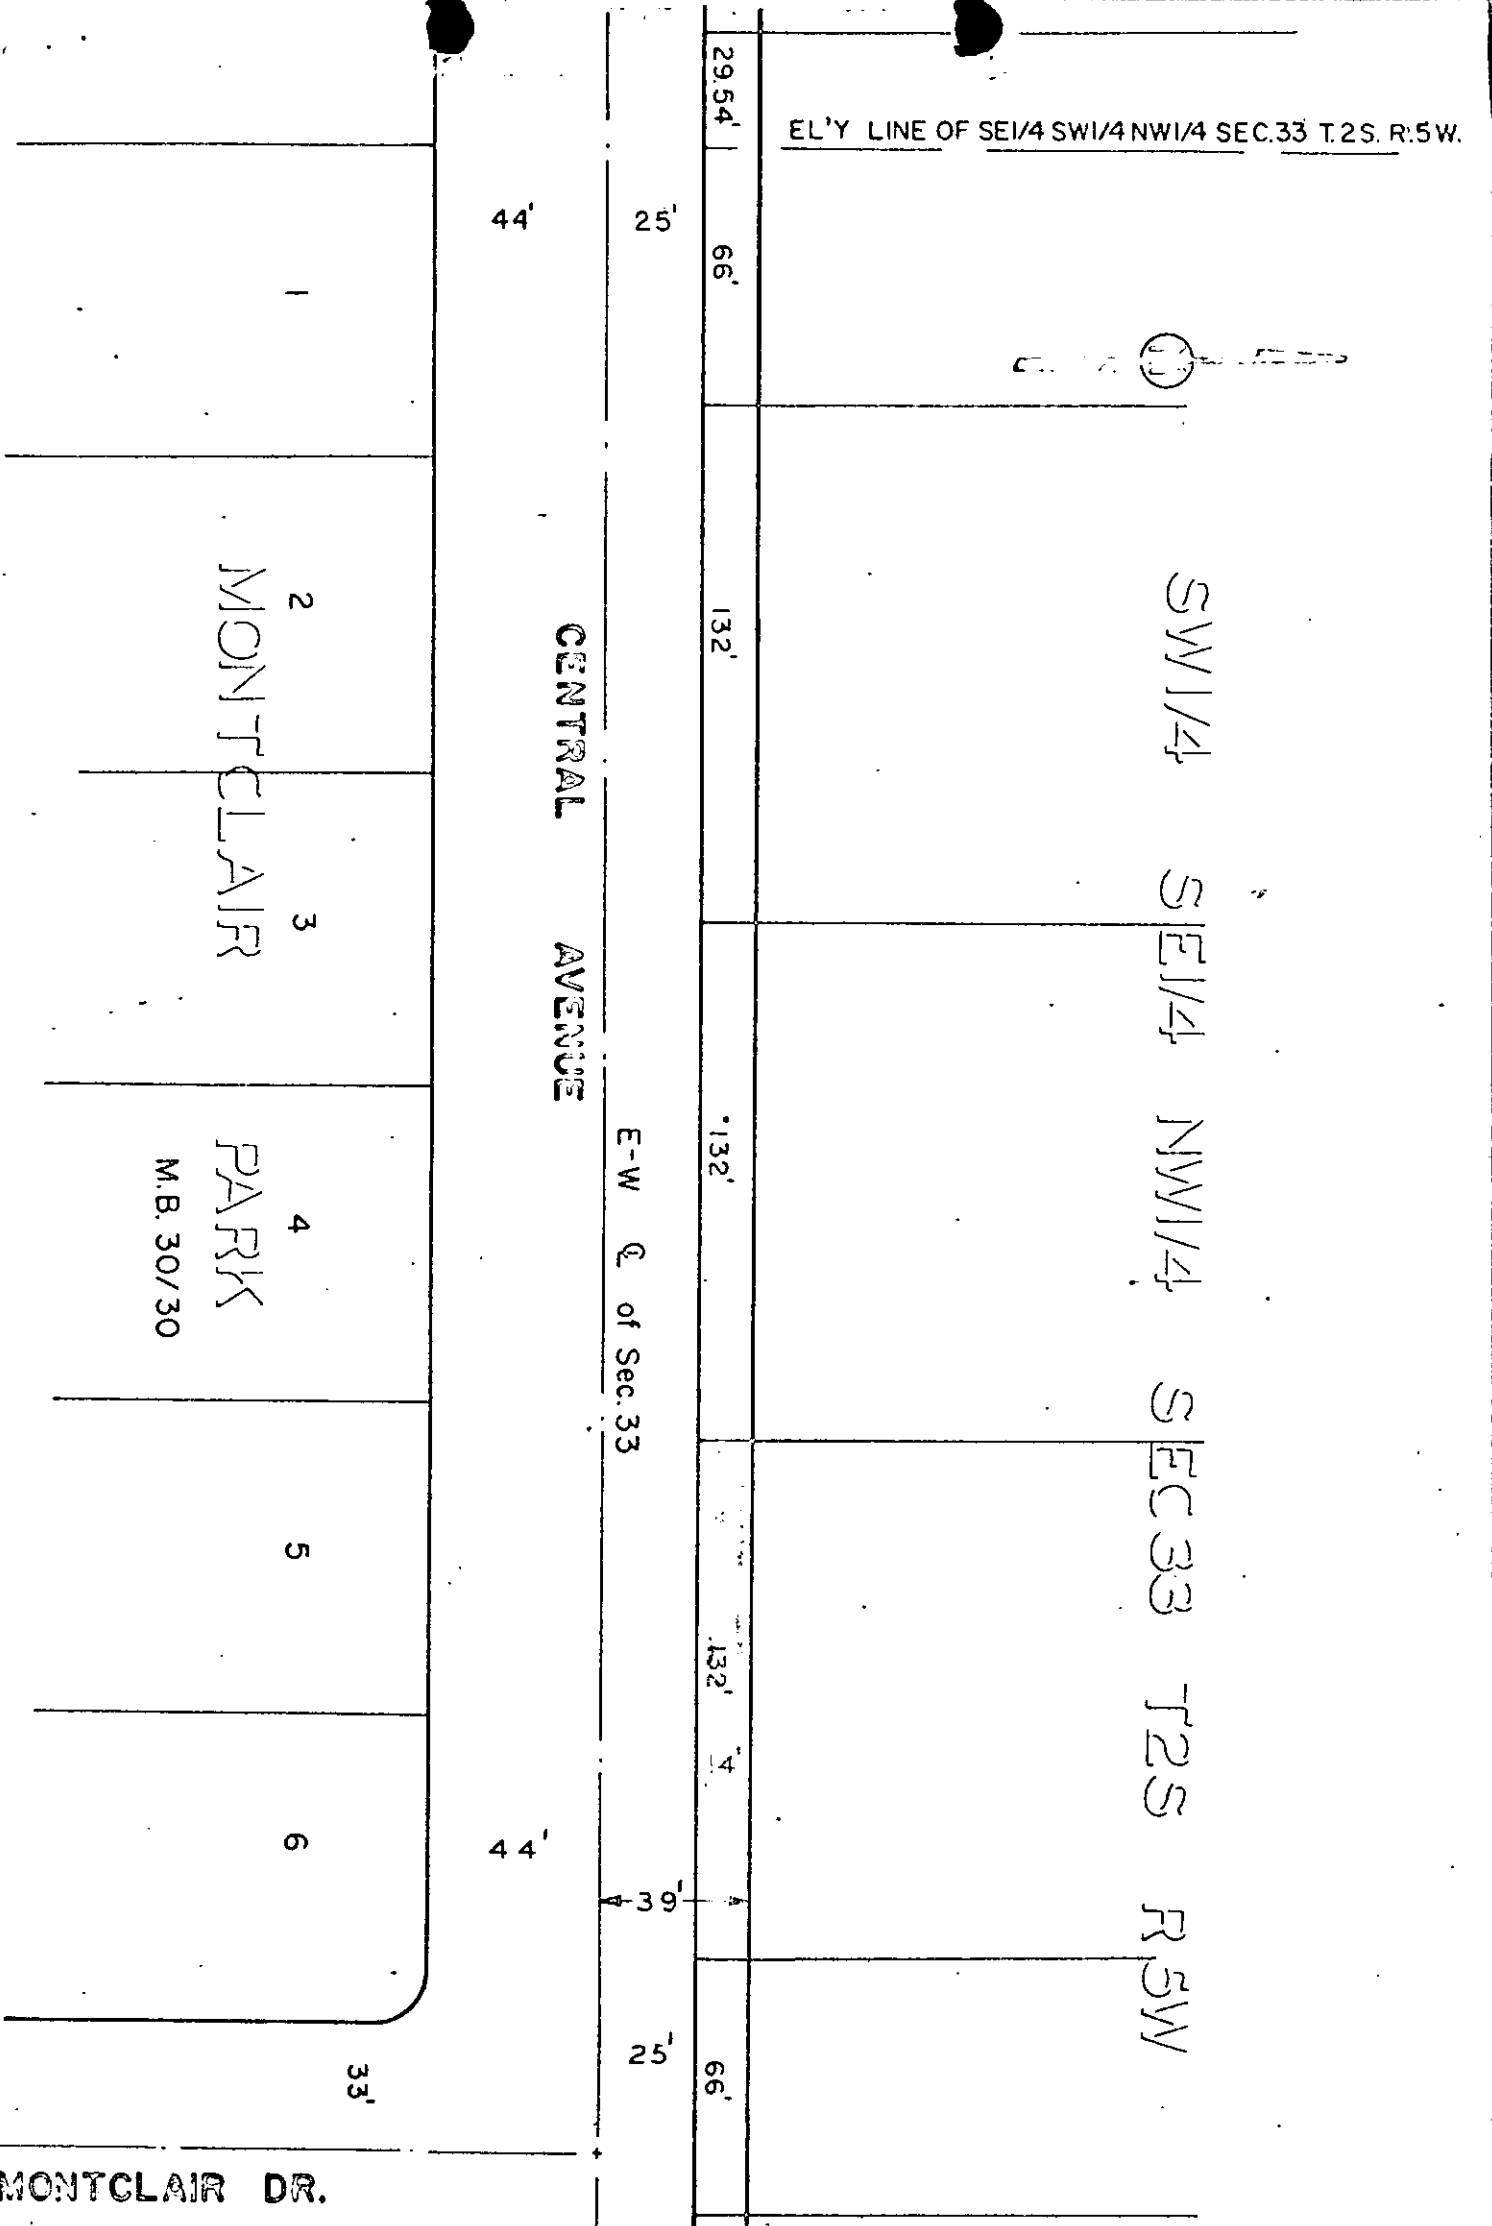 EL'Y LINE OF SE1/4 SW1/4 NW1/4 SEC.33 T.2S. R.5W.
29.54'
44'
25'
66'
1
132'
SW1/4 SE1/4 NW1/4 SEC 33 T2S R5W
2
MONTCLAIR PARK
M.B. 30/30
CENTRAL AVENUE
3
132'
E-W ℄ of Sec. 33
4
5
132'
14'
6
44'
39'
25'
66'
33'
MONTCLAIR DR.